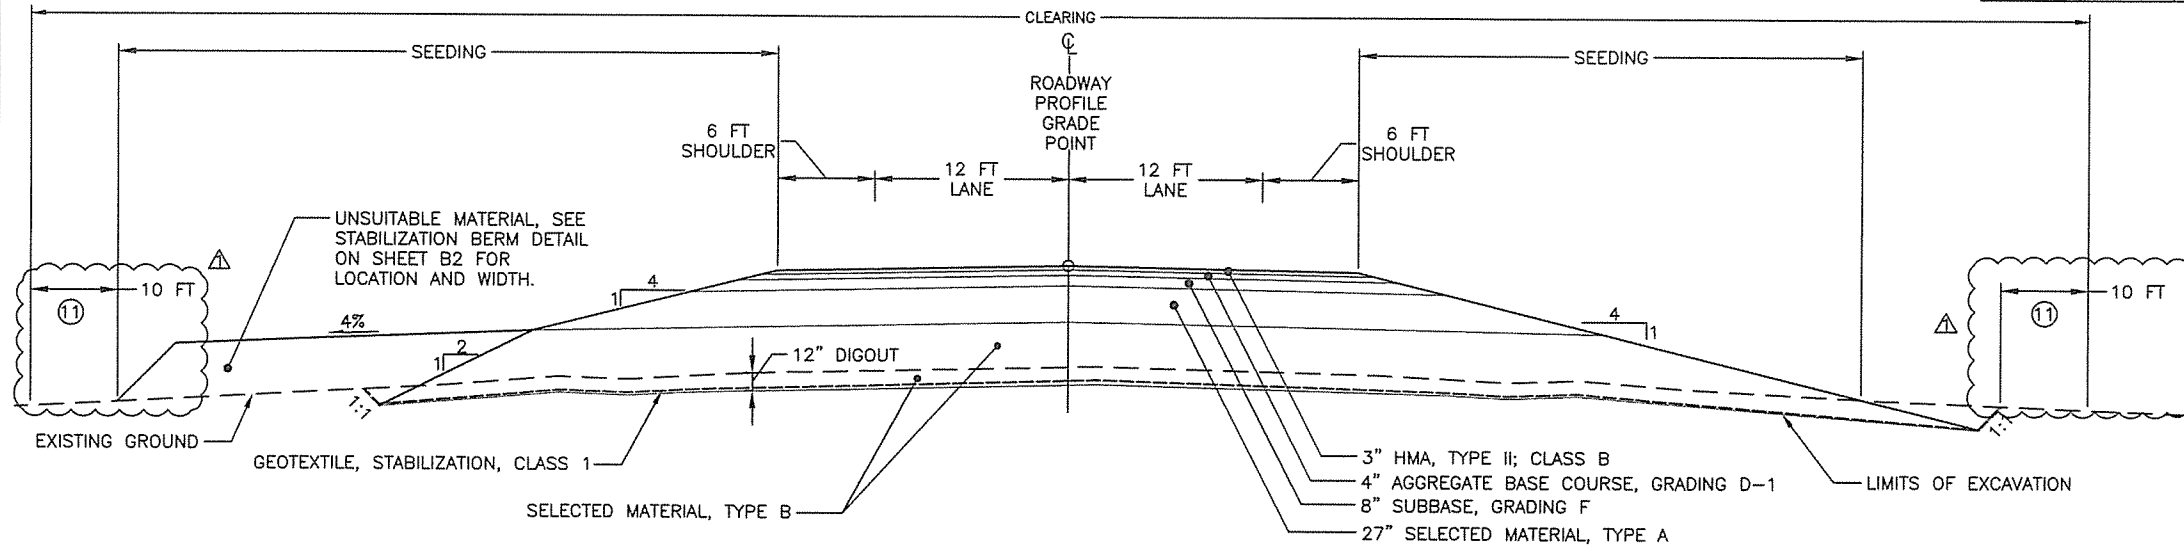 CLEARING
SEEDING
℄
SEEDING
ROADWAY
PROFILE
GRADE
POINT
6 FT
SHOULDER
12 FT
LANE
12 FT
LANE
6 FT
SHOULDER
UNSUITABLE MATERIAL, SEE
STABILIZATION BERM DETAIL
ON SHEET B2 FOR
LOCATION AND WIDTH.
1
10 FT
11
4
1
4%
2
1
12" DIGOUT
4
1
1
10 FT
11
1:1
1:1
EXISTING GROUND
GEOTEXTILE, STABILIZATION, CLASS 1
SELECTED MATERIAL, TYPE B
3" HMA, TYPE II; CLASS B
4" AGGREGATE BASE COURSE, GRADING D-1
8" SUBBASE, GRADING F
27" SELECTED MATERIAL, TYPE A
LIMITS OF EXCAVATION